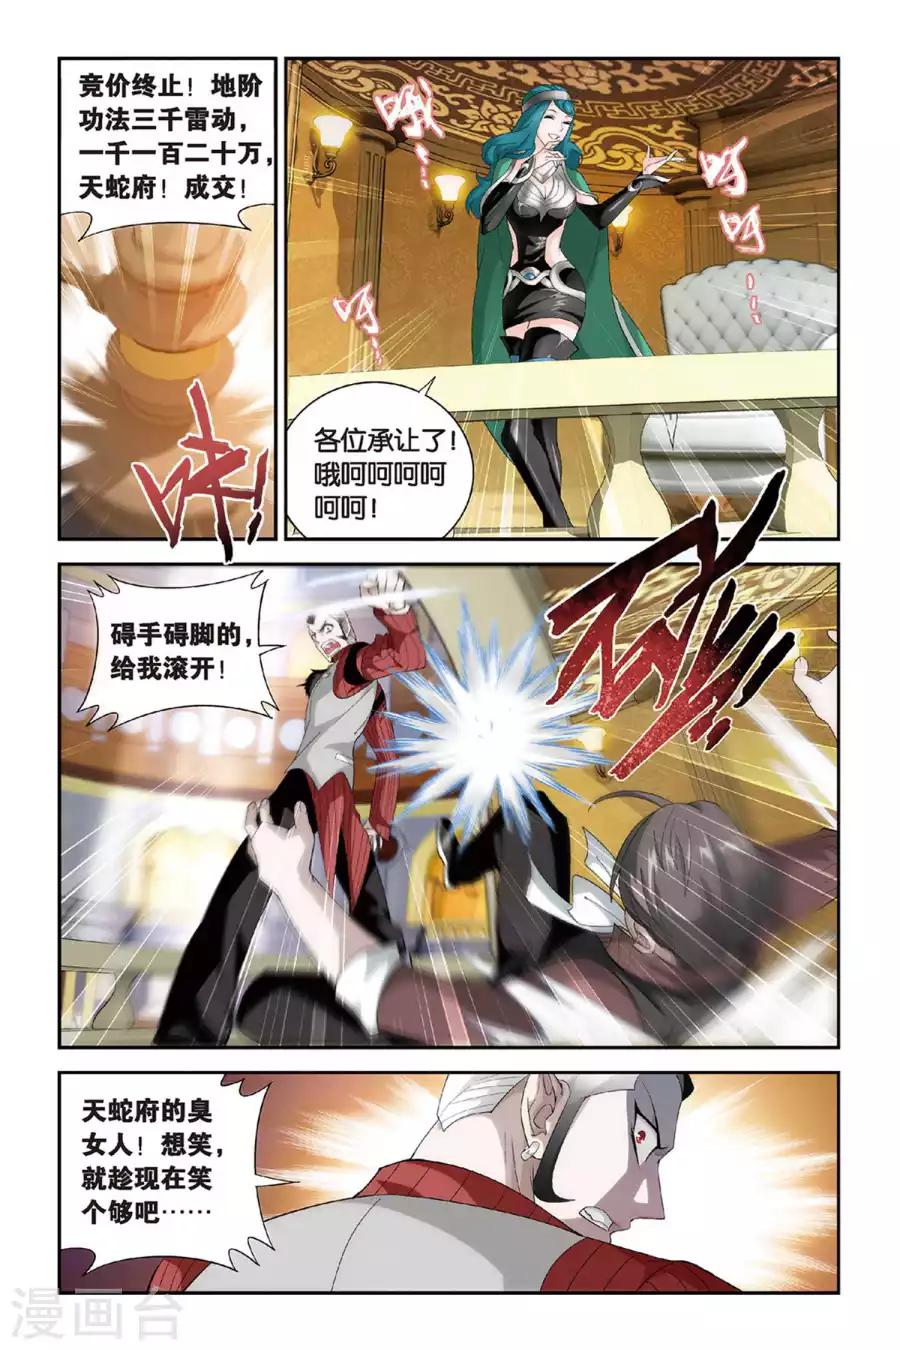 竞价终止！地阶
功法三千雷动，
一千一百二十万，
天蛇府！成交！
咔！
哦
呵
呵
呵
各位承让了！
哦呵呵呵呵
呵呵！
碍手碍脚的，
给我滚开！
天蛇府的臭
女人！想笑，
就趁现在笑
个够吧……
漫画台